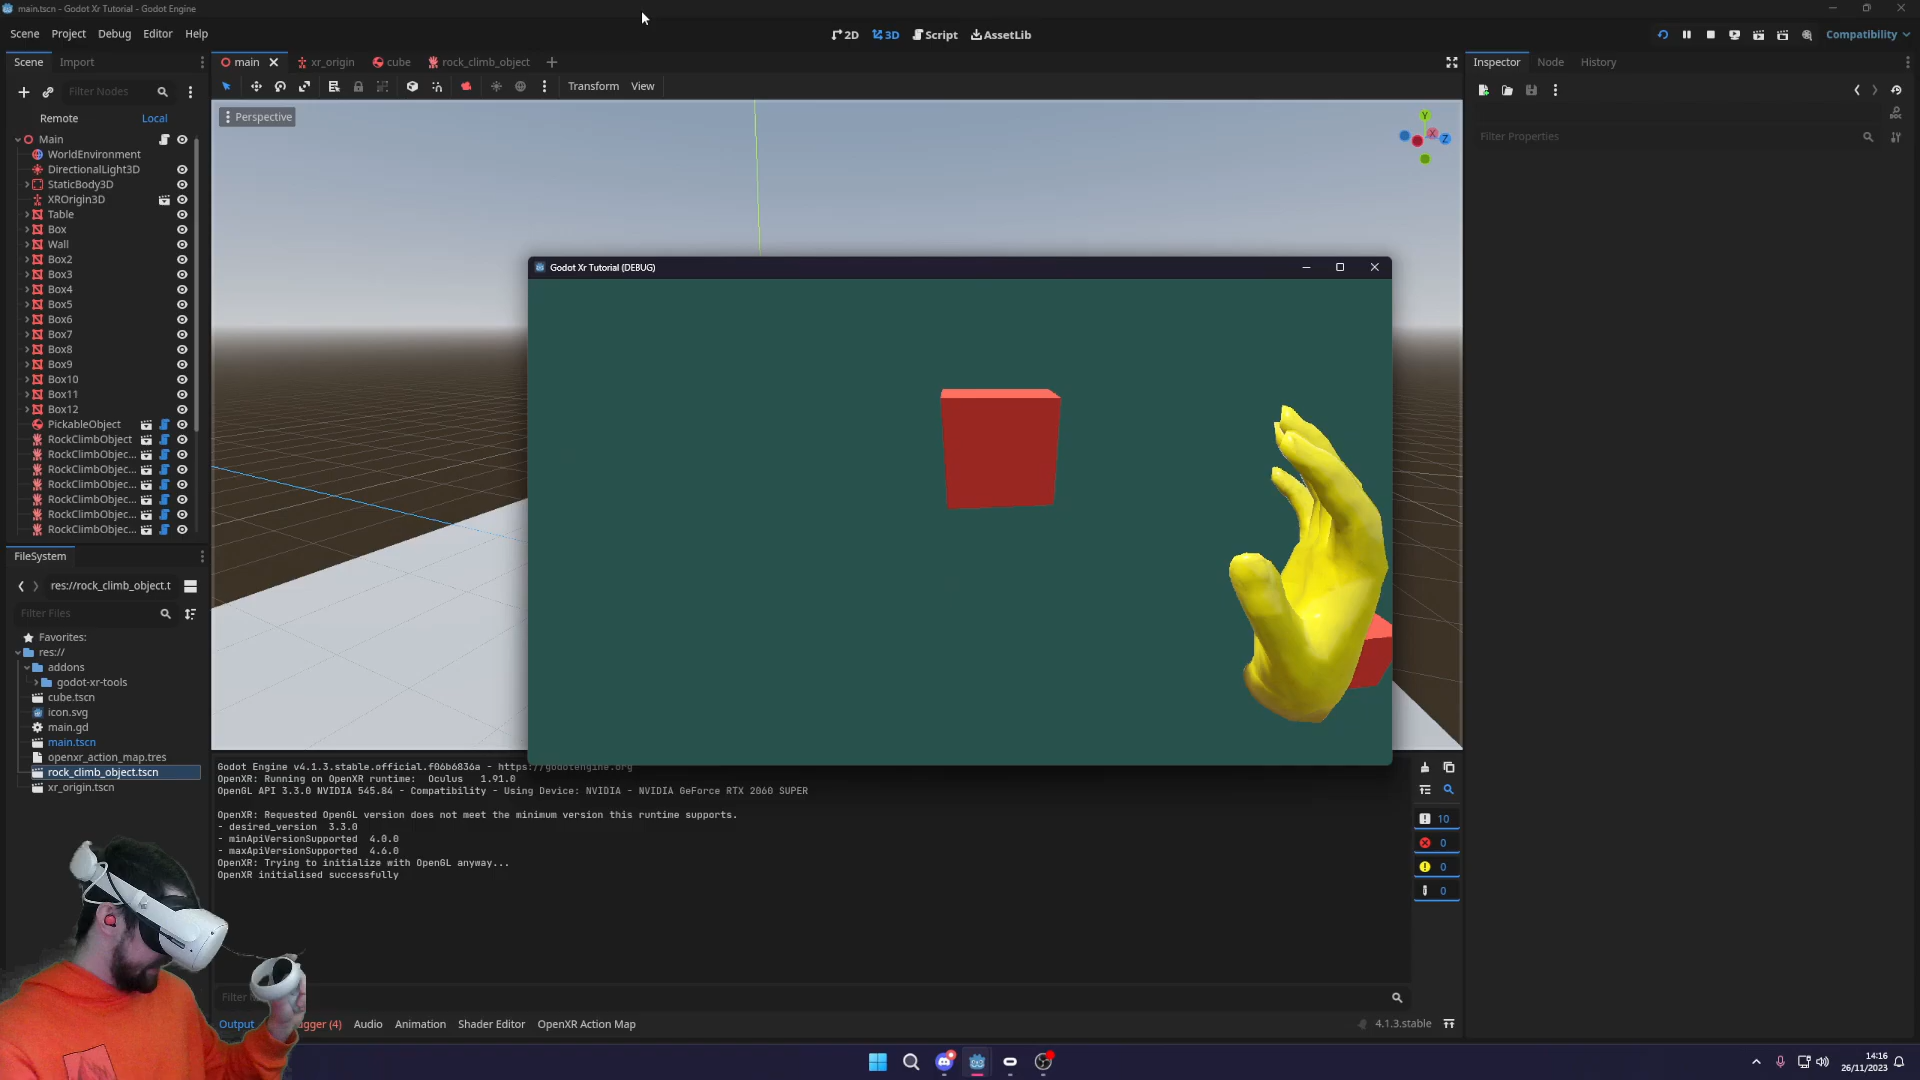 main.tscn - Godot Xr Tutorial - Godot Engine
Scene Project Debug Editor Help
2D 3D Script AssetLib
Compatibility
Scene Import
main xr_origin cube rock_climb_object
Inspector Node History
Filter Nodes
Transform View
Remote Local
Perspective
Y
X
Z
Filter Properties
Main
WorldEnvironment
DirectionalLight3D
StaticBody3D
XROrigin3D
Table
Box
Wall
Box2
Box3
Box4
Box5
Box6
Box7
Box8
Box9
Box10
Box11
Box12
PickableObject
RockClimbObject
RockClimbObjec...
RockClimbObjec...
RockClimbObjec...
RockClimbObjec...
RockClimbObjec...
RockClimbObjec...
Godot Xr Tutorial (DEBUG)
FileSystem
res://rock_climb_object.t
Filter Files
Favorites:
res://
addons
godot-xr-tools
cube.tscn
icon.svg
main.gd
main.tscn
openxr_action_map.tres
rock_climb_object.tscn
xr_origin.tscn
Godot Engine v4.1.3.stable.official.f06b6836a - https://godotengine.org
OpenXR: Running on OpenXR runtime: Oculus 1.91.0
OpenGL API 3.3.0 NVIDIA 545.84 - Compatibility - Using Device: NVIDIA - NVIDIA GeForce RTX 2060 SUPER
OpenXR: Requested OpenGL version does not meet the minimum version this runtime supports.
- desired_version 3.3.0
- minApiVersionSupported 4.0.0
- maxApiVersionSupported 4.6.0
OpenXR: Trying to initialize with OpenGL anyway...
OpenXR initialised successfully
10
0
0
0
Filter
Output gger (4) Audio Animation Shader Editor OpenXR Action Map
4.1.3.stable
14:16
26/11/2023